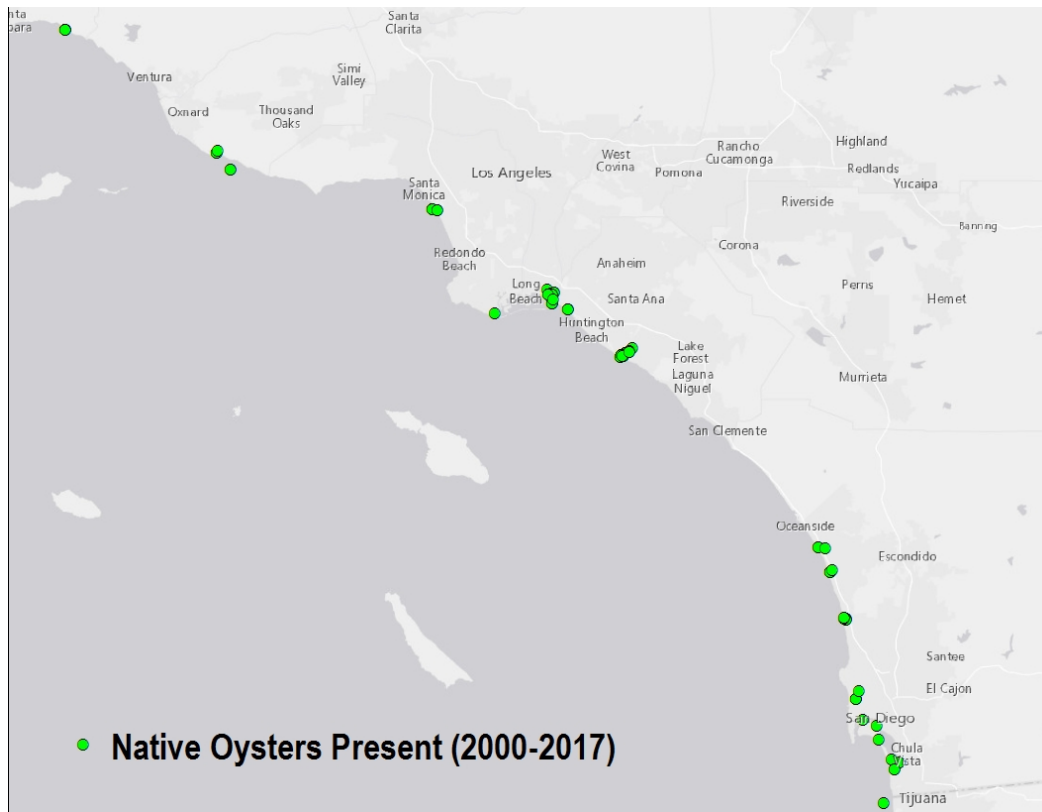 nta
bara
Santa
Clarita
Ventura
Simi
Valley
Oxnard
Thousand
Oaks
Highland
Rancho
Cucamonga
West
Covina
Pomona
Redlands
Los Angeles
Yucaipa
Santa
Monica
Riverside
Banning
Redondo
Beach
Corona
Anaheim
Long
Beach
Perris
Hemet
Santa Ana
Huntington
Beach
Lake
Forest
Laguna
Niguel
Murrieta
San Clemente
Oceanside
Escondido
Santee
El Cajon
San Diego
Native Oysters Present (2000-2017)
Chula
Vista
Tijuana